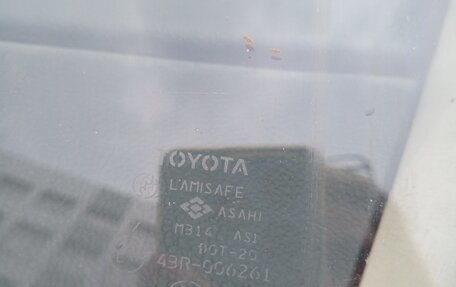 TOYOTA
LAMISAFE
ASAHI
M314 AS1
DOT-20
43R-006261